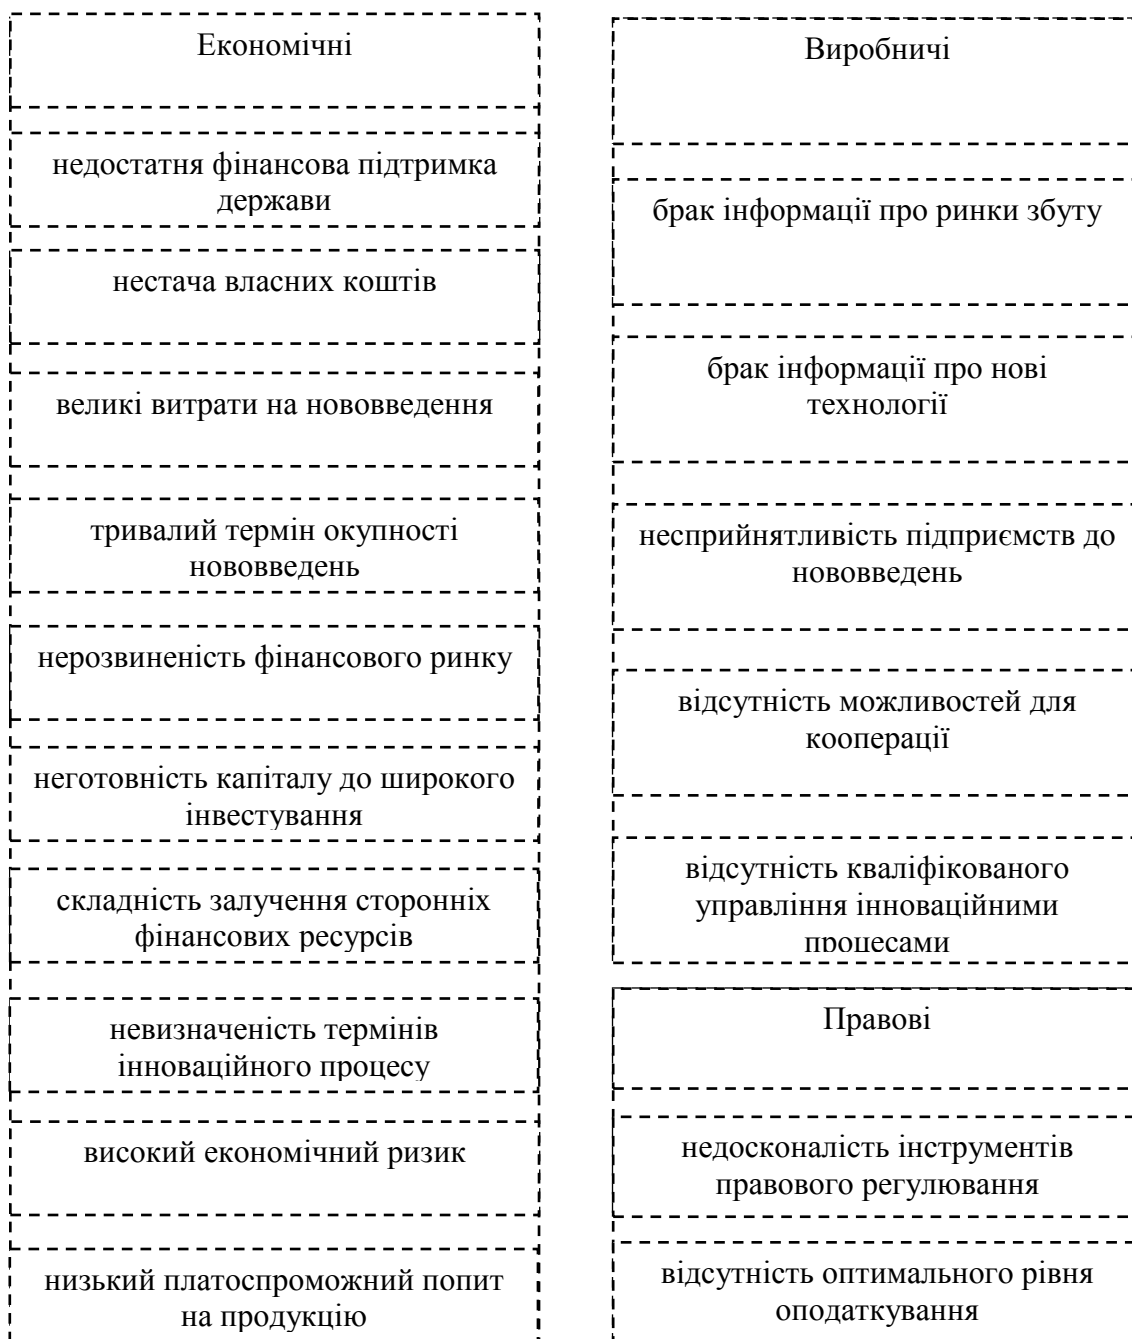 Економічні
недостатня фінансова підтримка
держави
нестача власних коштів
великі витрати на нововведення
тривалий термін окупності
нововведень
нерозвиненість фінансового ринку
неготовність капіталу до широкого
інвестування
складність залучення сторонніх
фінансових ресурсів
невизначеність термінів
інноваційного процесу
високий економічний ризик
низький платоспроможний попит
на продукцію
Виробничі
брак інформації про ринки збуту
брак інформації про нові
технології
несприйнятливість підприємств до
нововведень
відсутність можливостей для
кооперації
відсутність кваліфікованого
управління інноваційними
процесами
Правові
недосконалість інструментів
правового регулювання
відсутність оптимального рівня
оподаткування